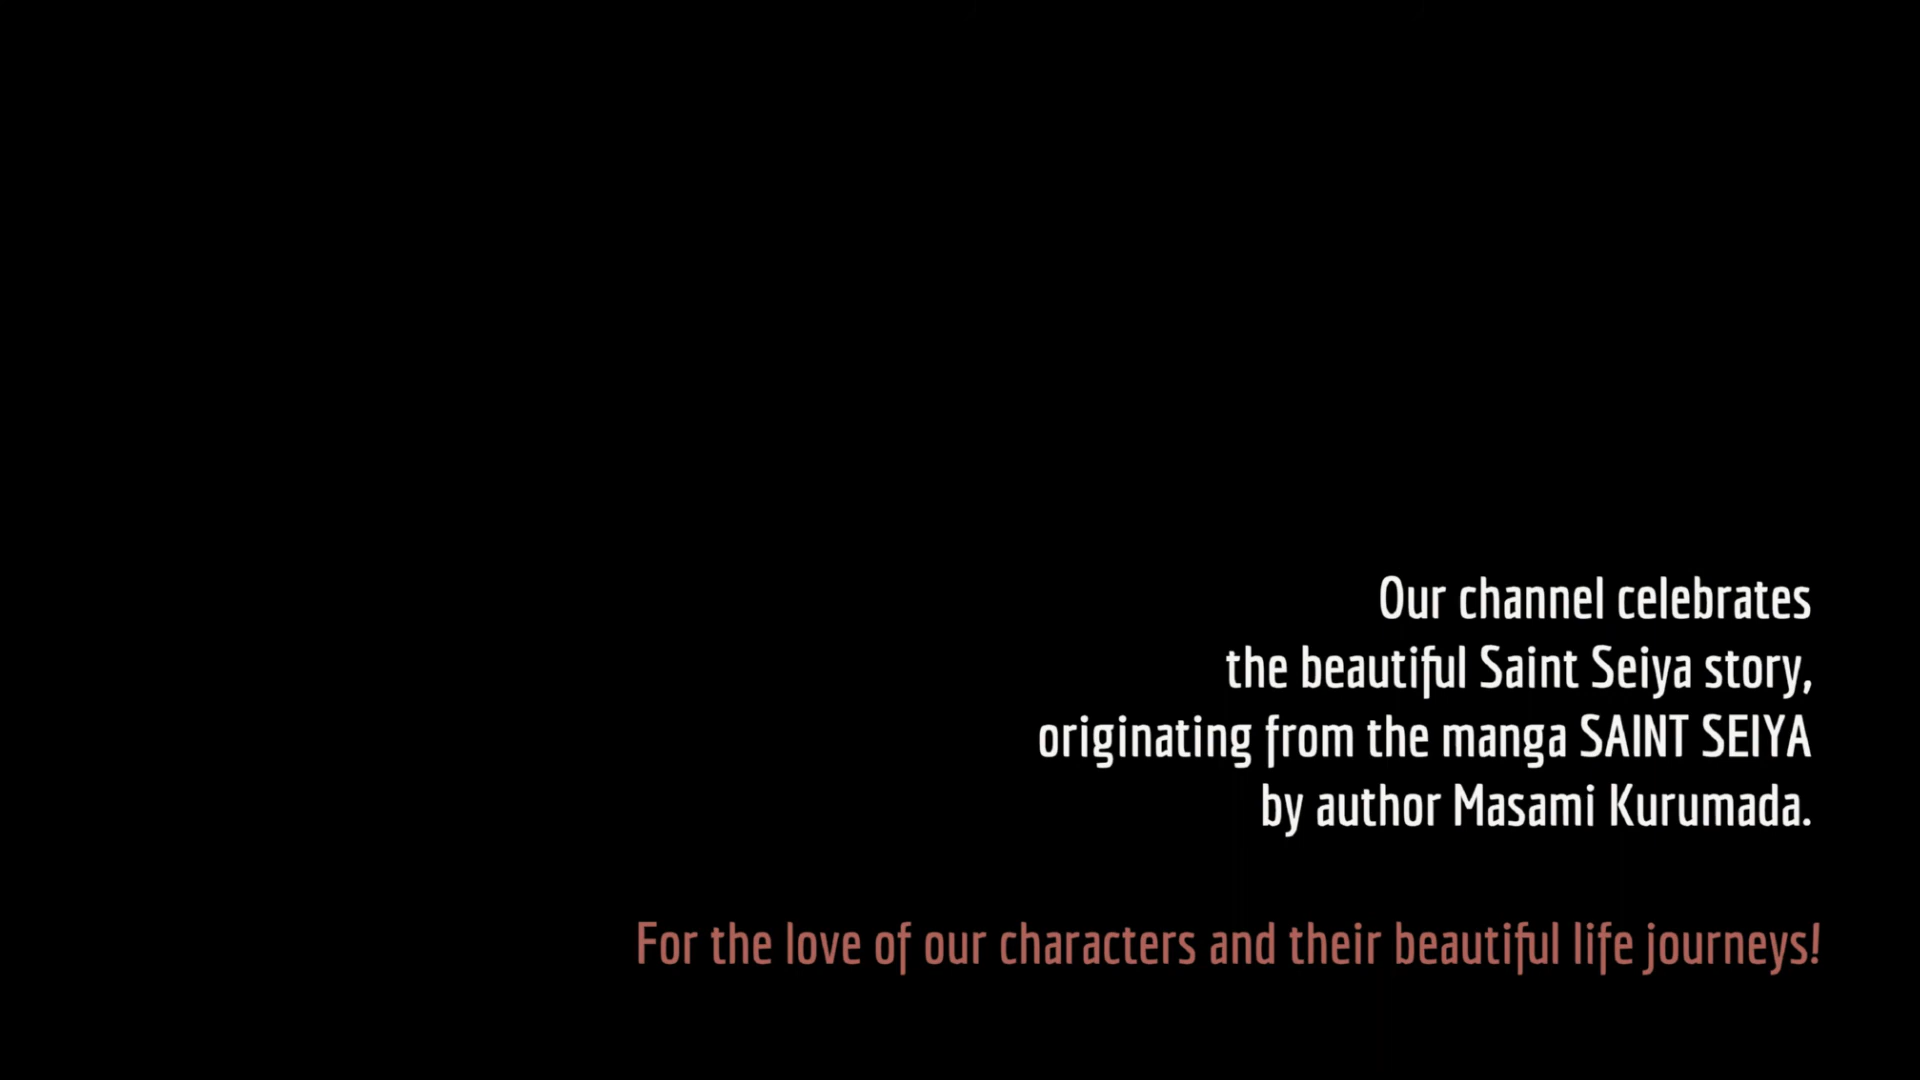 Our channel celebrates
the beautiful Saint Seiya story,
originating from the manga SAINT SEIYA
by author Masami Kurumada.
For the love of our characters and their beautiful life journeys!